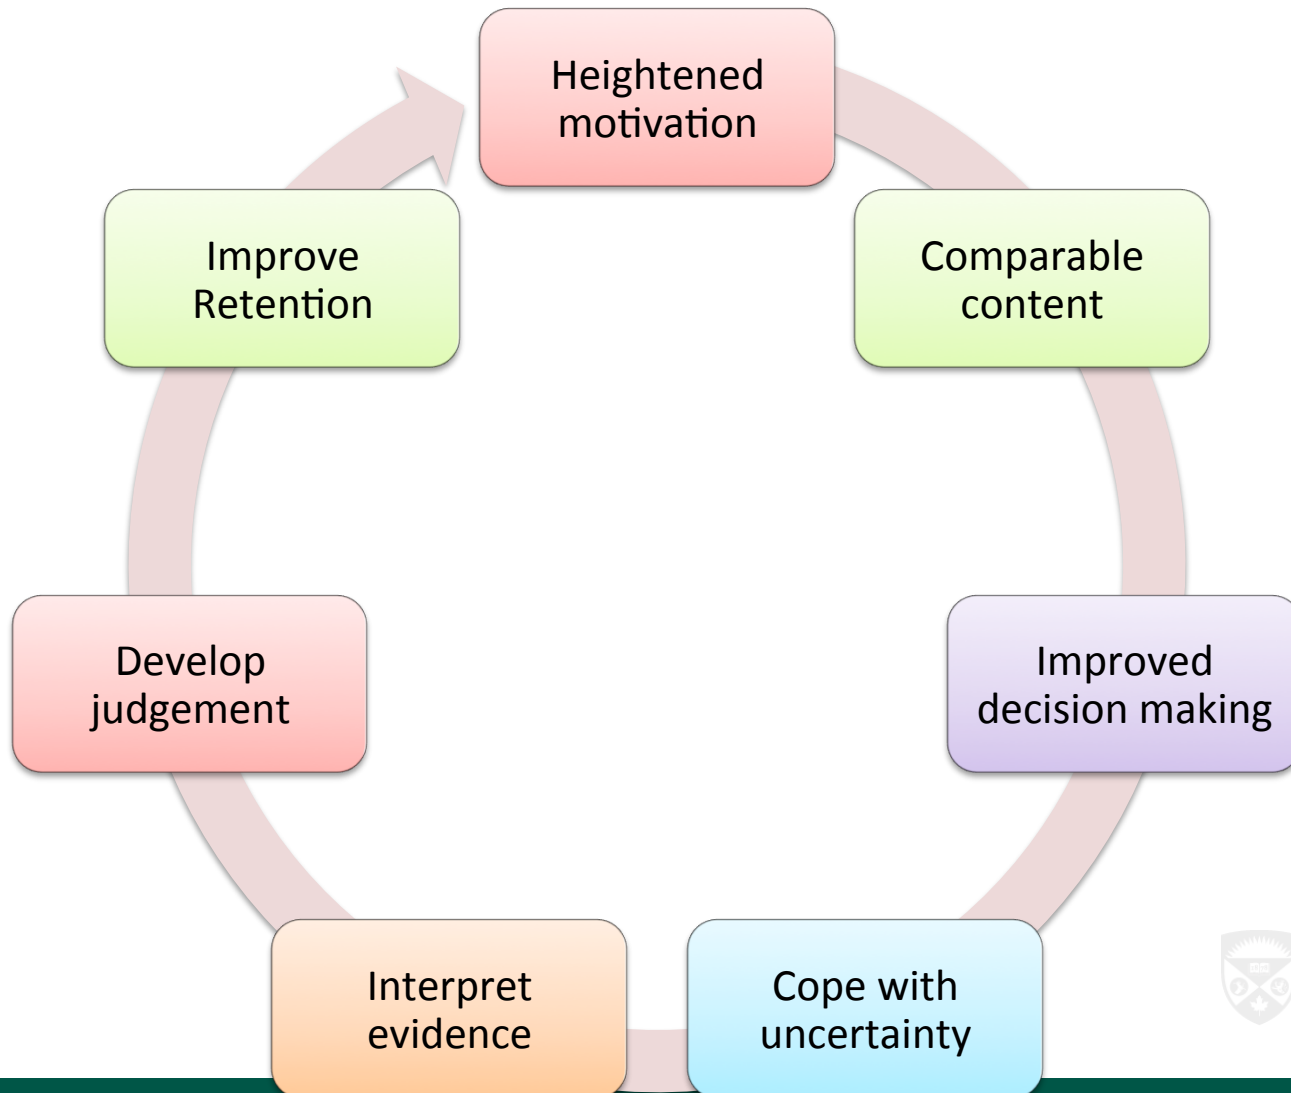 Heightened
motivation
Comparable
content
Improved
decision making
Cope with
uncertainty
Interpret
evidence
Develop
judgement
Improve
Retention